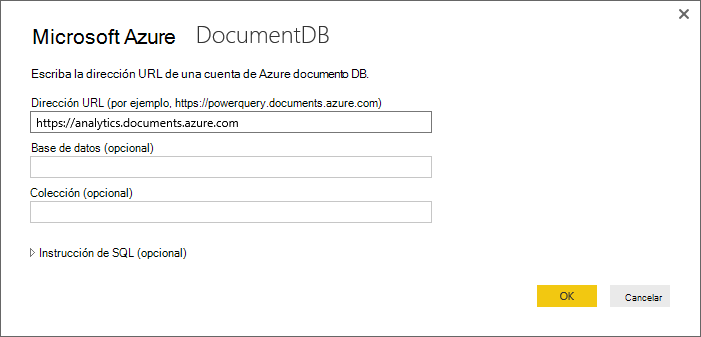 Microsoft Azure DocumentDB
Escriba la dirección URL de una cuenta de Azure documento DB.
Dirección URL (por ejemplo, https://powerquery.documents.azure.com)
https://analytics.documents.azure.com
Base de datos (opcional)
Colección (opcional)
Instrucción de SQL (opcional)
OK Cancelar